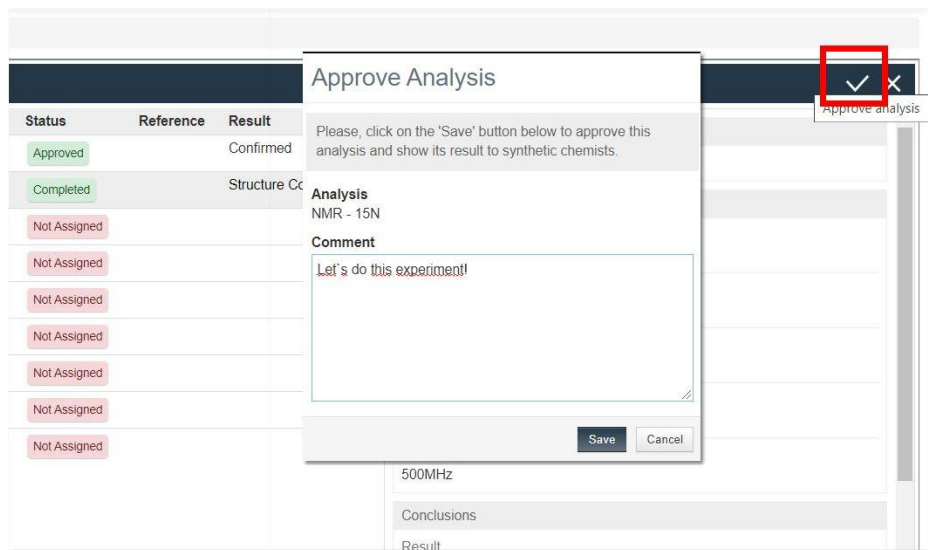 Approve Analysis
Approve analysis
Please, click on the 'Save' button below to approve this
analysis and show its result to synthetic chemists.
Analysis
NMR - 15N
Comment
Let`s do this experiment!
Save Cancel
Status Reference Result
Approved Confirmed
Completed Structure
Not Assigned
Not Assigned
Not Assigned
Not Assigned
Not Assigned
Not Assigned
Not Assigned
500MHz
Conclusions
Result